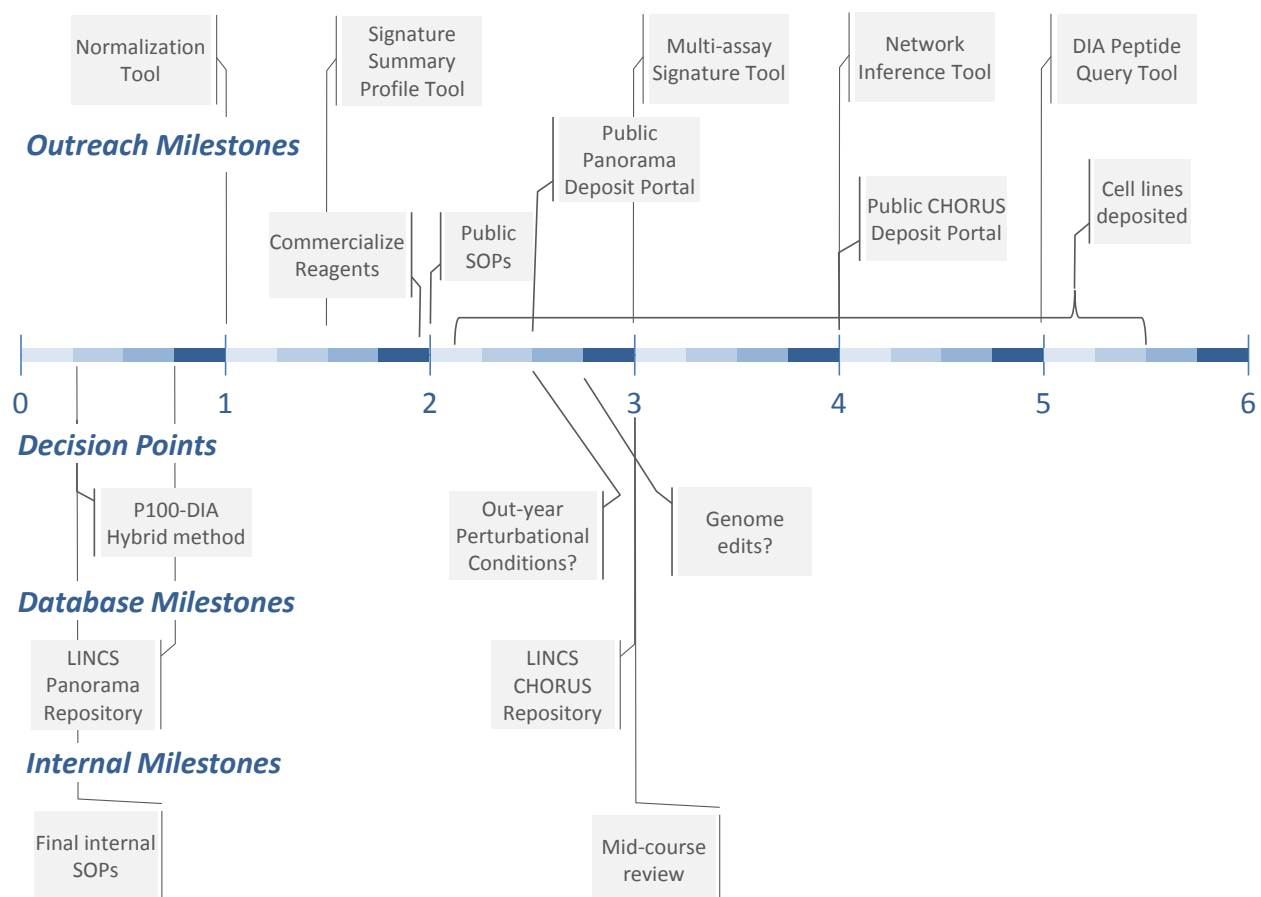 Normalization
Tool
Signature
Summary
Profile Tool
Multi-assay
Signature Tool
Network
Inference Tool
DIA Peptide
Query Tool
Outreach Milestones
Public
Panorama
Deposit Portal
Commercialize
Reagents
Public
SOPs
Public CHORUS
Deposit Portal
Cell lines
deposited
0
1
2
3
4
5
6
Decision Points
P100-DIA
Hybrid method
Out-year
Perturbational
Conditions?
Genome
edits?
Database Milestones
LINCS
Panorama
Repository
LINCS
CHORUS
Repository
Internal Milestones
Final internal
SOPs
Mid-course
review